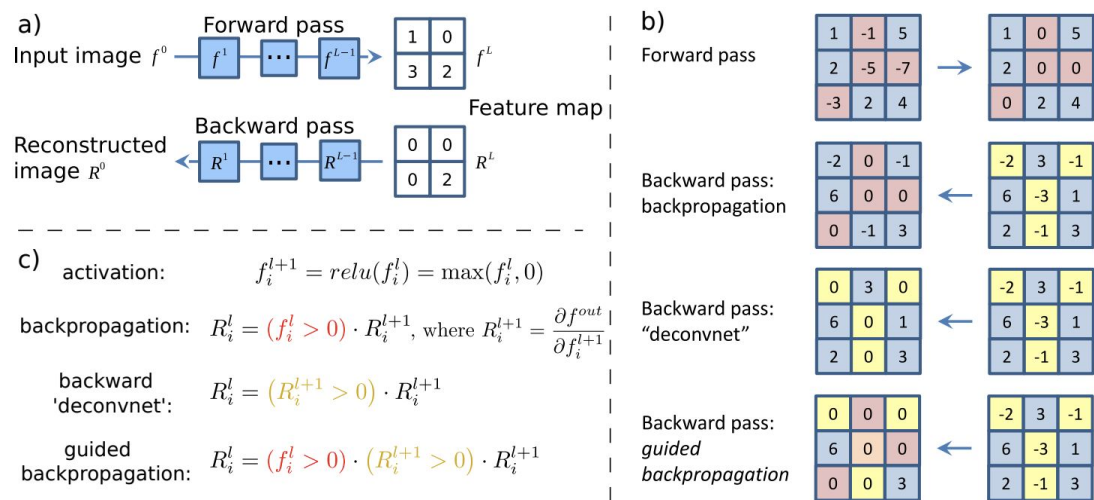 a)
Forward pass
Input image f^0
f^1
...
f^{L-1}
1 0
3 2
f^L
Feature map
Backward pass
Reconstructed
image R^0
R^1
...
R^{L-1}
0 0
0 2
R^L
b)
Forward pass
1 -1 5
2 -5 -7
-3 2 4
1 0 5
2 0 0
0 2 4
Backward pass:
backpropagation
-2 0 -1
6 0 0
0 -1 3
-2 3 -1
6 -3 1
2 -1 3
Backward pass:
“deconvnet”
0 3 0
6 0 1
2 0 3
-2 3 -1
6 -3 1
2 -1 3
Backward pass:
guided
backpropagation
0 0 0
6 0 0
0 0 3
-2 3 -1
6 -3 1
2 -1 3
c)
activation: f_i^{l+1} = relu(f_i^l) = max(f_i^l, 0)
backpropagation: R_i^l = (f_i^l > 0) · R_i^{l+1}, where R_i^{l+1} = ∂f^{out} / ∂f_i^{l+1}
backward
'deconvnet': R_i^l = (R_i^{l+1} > 0) · R_i^{l+1}
guided
backpropagation: R_i^l = (f_i^l > 0) · (R_i^{l+1} > 0) · R_i^{l+1}